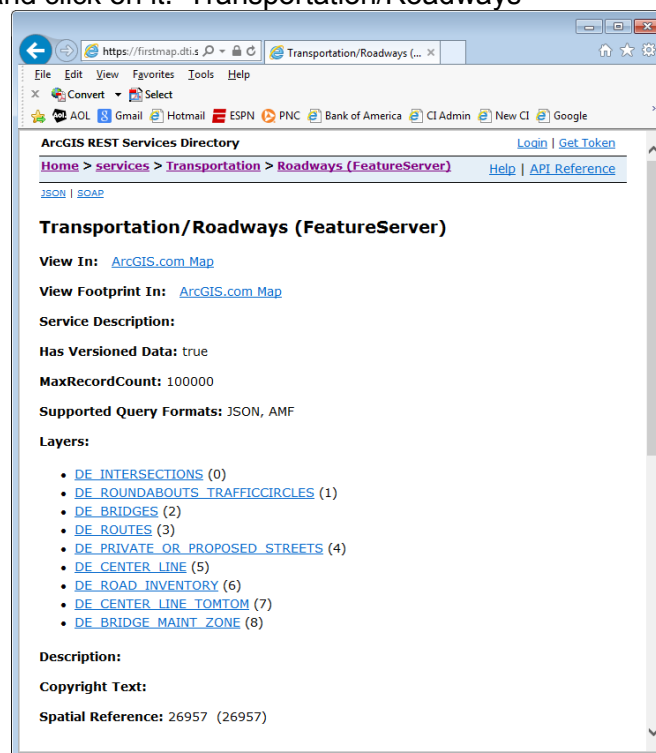 and click on it. Transportation/Roadways
https://firstmap.dti.s
Transportation/Roadways (... ×
File Edit View Favorites Tools Help
× Convert Select
AOL Gmail Hotmail ESPN PNC Bank of America CI Admin New CI Google
ArcGIS REST Services Directory Login | Get Token
Home > services > Transportation > Roadways (FeatureServer) Help | API Reference
JSON | SOAP
Transportation/Roadways (FeatureServer)
View In: ArcGIS.com Map
View Footprint In: ArcGIS.com Map
Service Description:
Has Versioned Data: true
MaxRecordCount: 100000
Supported Query Formats: JSON, AMF
Layers:
• DE_INTERSECTIONS (0)
• DE_ROUNDABOUTS_TRAFFICCIRCLES (1)
• DE_BRIDGES (2)
• DE_ROUTES (3)
• DE_PRIVATE_OR_PROPOSED_STREETS (4)
• DE_CENTER_LINE (5)
• DE_ROAD_INVENTORY (6)
• DE_CENTER_LINE_TOMTOM (7)
• DE_BRIDGE_MAINT_ZONE (8)
Description:
Copyright Text:
Spatial Reference: 26957 (26957)